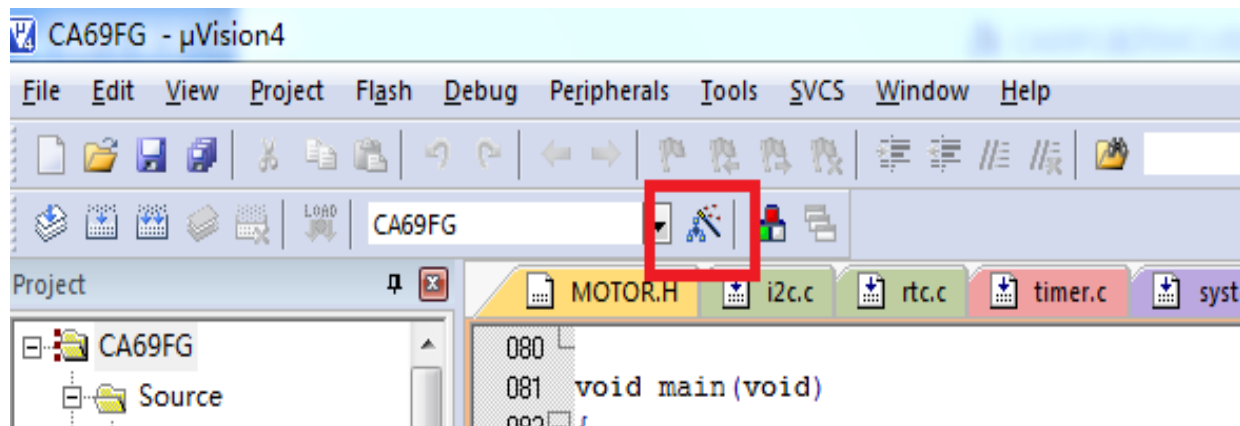 CA69FG - µVision4
File Edit View Project Flash Debug Peripherals Tools SVCS Window Help
LOAD
CA69FG
Project
MOTOR.H i2c.c rtc.c timer.c syst
CA69FG
080
081 void main(void)
Source
082 {